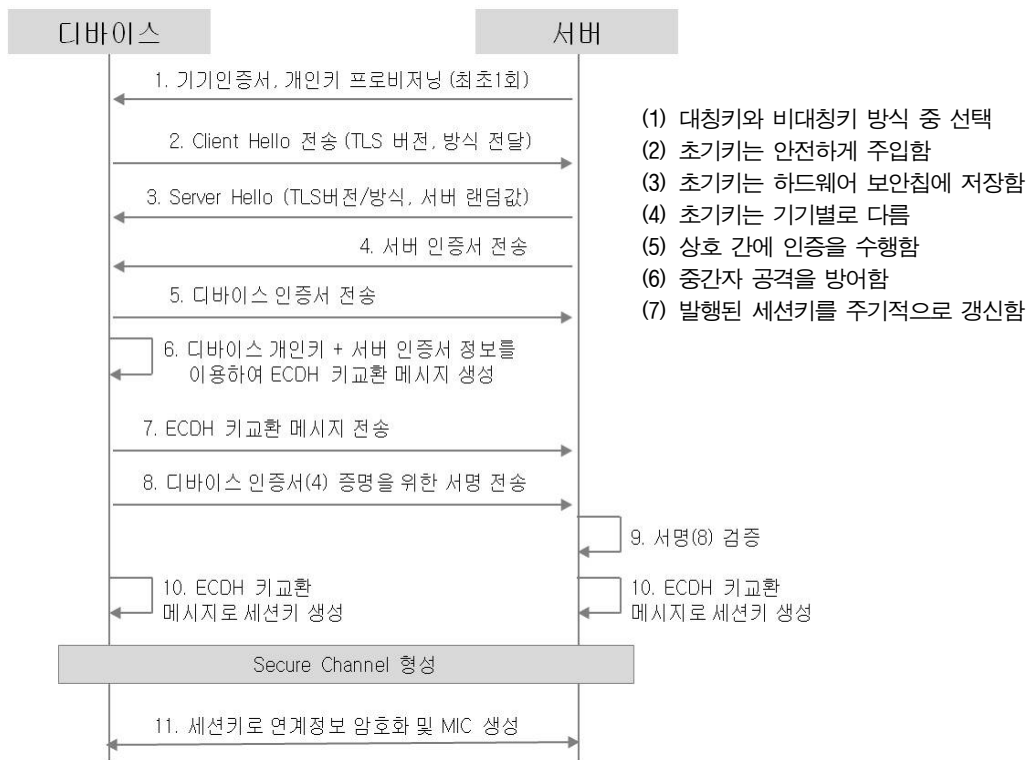 디바이스
서버
1. 기기인증서, 개인키 프로비저닝 (최초1회)
2. Client Hello 전송 (TLS 버전, 방식 전달)
3. Server Hello (TLS버전/방식, 서버 랜덤값)
4. 서버 인증서 전송
5. 디바이스 인증서 전송
6. 디바이스 개인키 + 서버 인증서 정보를
이용하여 ECDH 키교환 메시지 생성
7. ECDH 키교환 메시지 전송
8. 디바이스 인증서(4) 증명을 위한 서명 전송
9. 서명(8) 검증
10. ECDH 키교환
메시지로 세션키 생성
10. ECDH 키교환
메시지로 세션키 생성
Secure Channel 형성
11. 세션키로 연계정보 암호화 및 MIC 생성
(1) 대칭키와 비대칭키 방식 중 선택
(2) 초기키는 안전하게 주입함
(3) 초기키는 하드웨어 보안칩에 저장함
(4) 초기키는 기기별로 다름
(5) 상호 간에 인증을 수행함
(6) 중간자 공격을 방어함
(7) 발행된 세션키를 주기적으로 갱신함